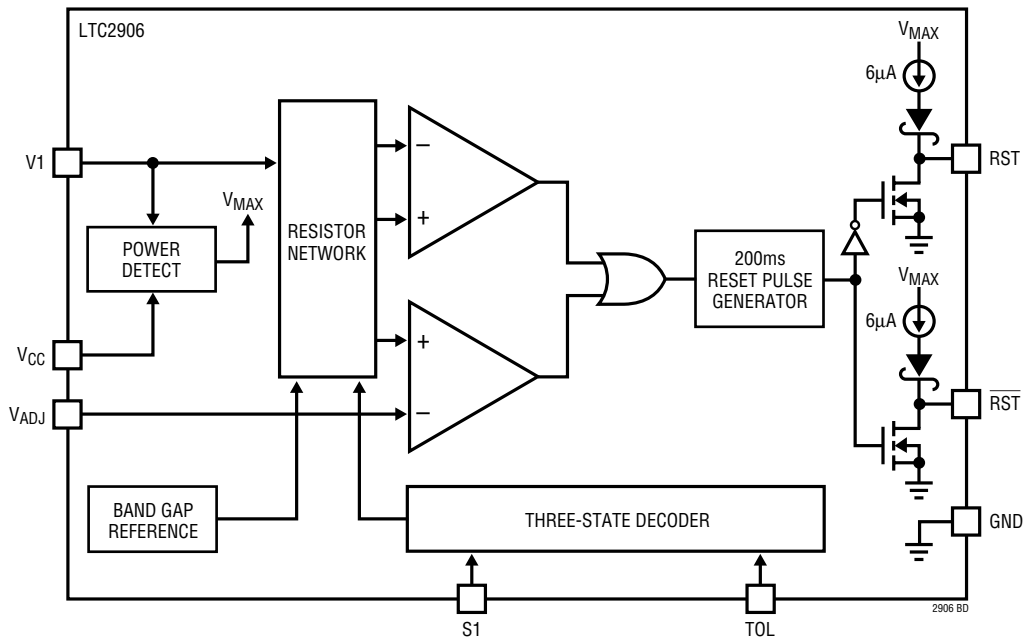 LTC2906
VMAX
6µA
V1
RST
VMAX
−
+
RESISTOR
NETWORK
POWER
DETECT
200ms
RESET PULSE
GENERATOR
VMAX
6µA
VCC
+
−
VADJ
RST
BAND GAP
REFERENCE
THREE-STATE DECODER
GND
S1
TOL
2906 BD